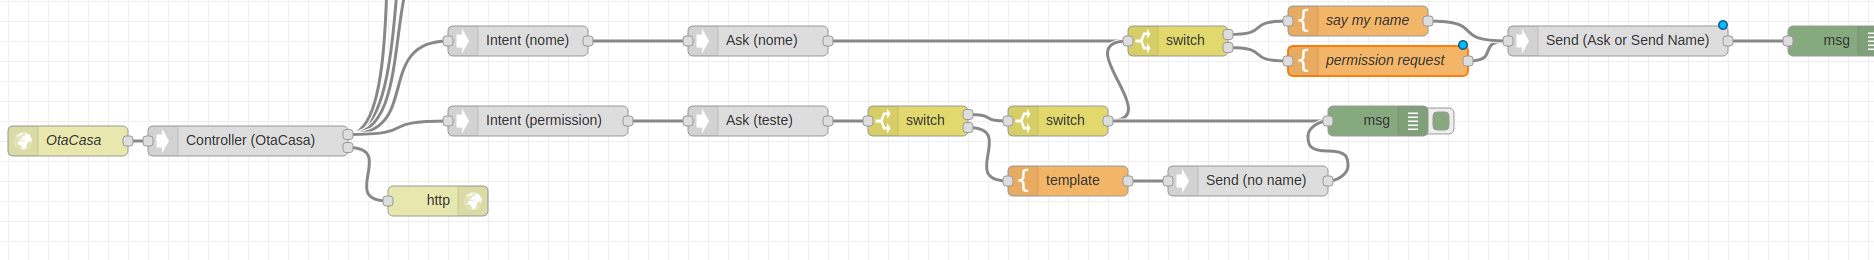 say my name
Intent (nome)
Ask (nome)
switch
Send (Ask or Send Name)
msg
permission request
Intent (permission)
Ask (teste)
switch
switch
msg
OtaCasa
Controller (OtaCasa)
template
Send (no name)
http